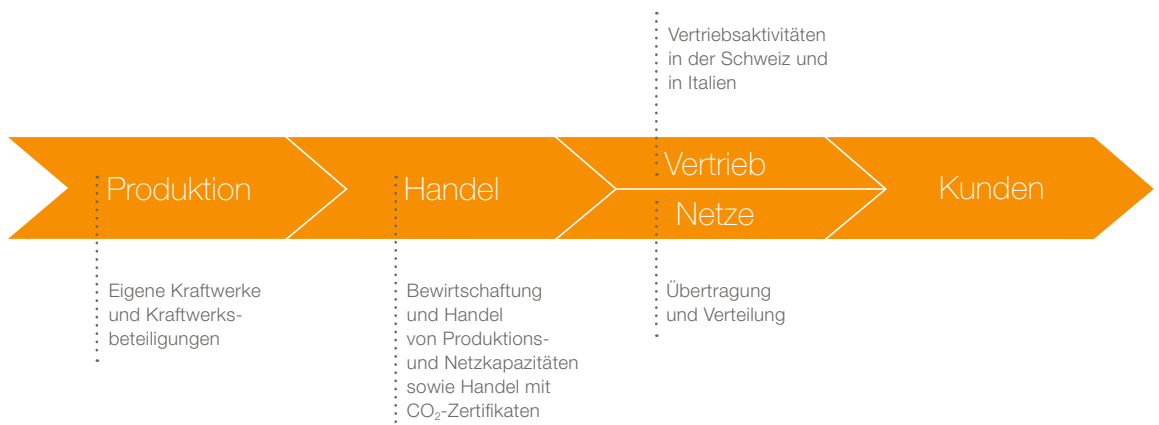 Vertriebsaktivitäten
in der Schweiz und
in Italien
Produktion
Handel
Vertrieb
Netze
Kunden
Eigene Kraftwerke
und Kraftwerks-
beteiligungen
Bewirtschaftung
und Handel
von Produktions-
und Netzkapazitäten
sowie Handel mit
CO₂-Zertifikaten
Übertragung
und Verteilung